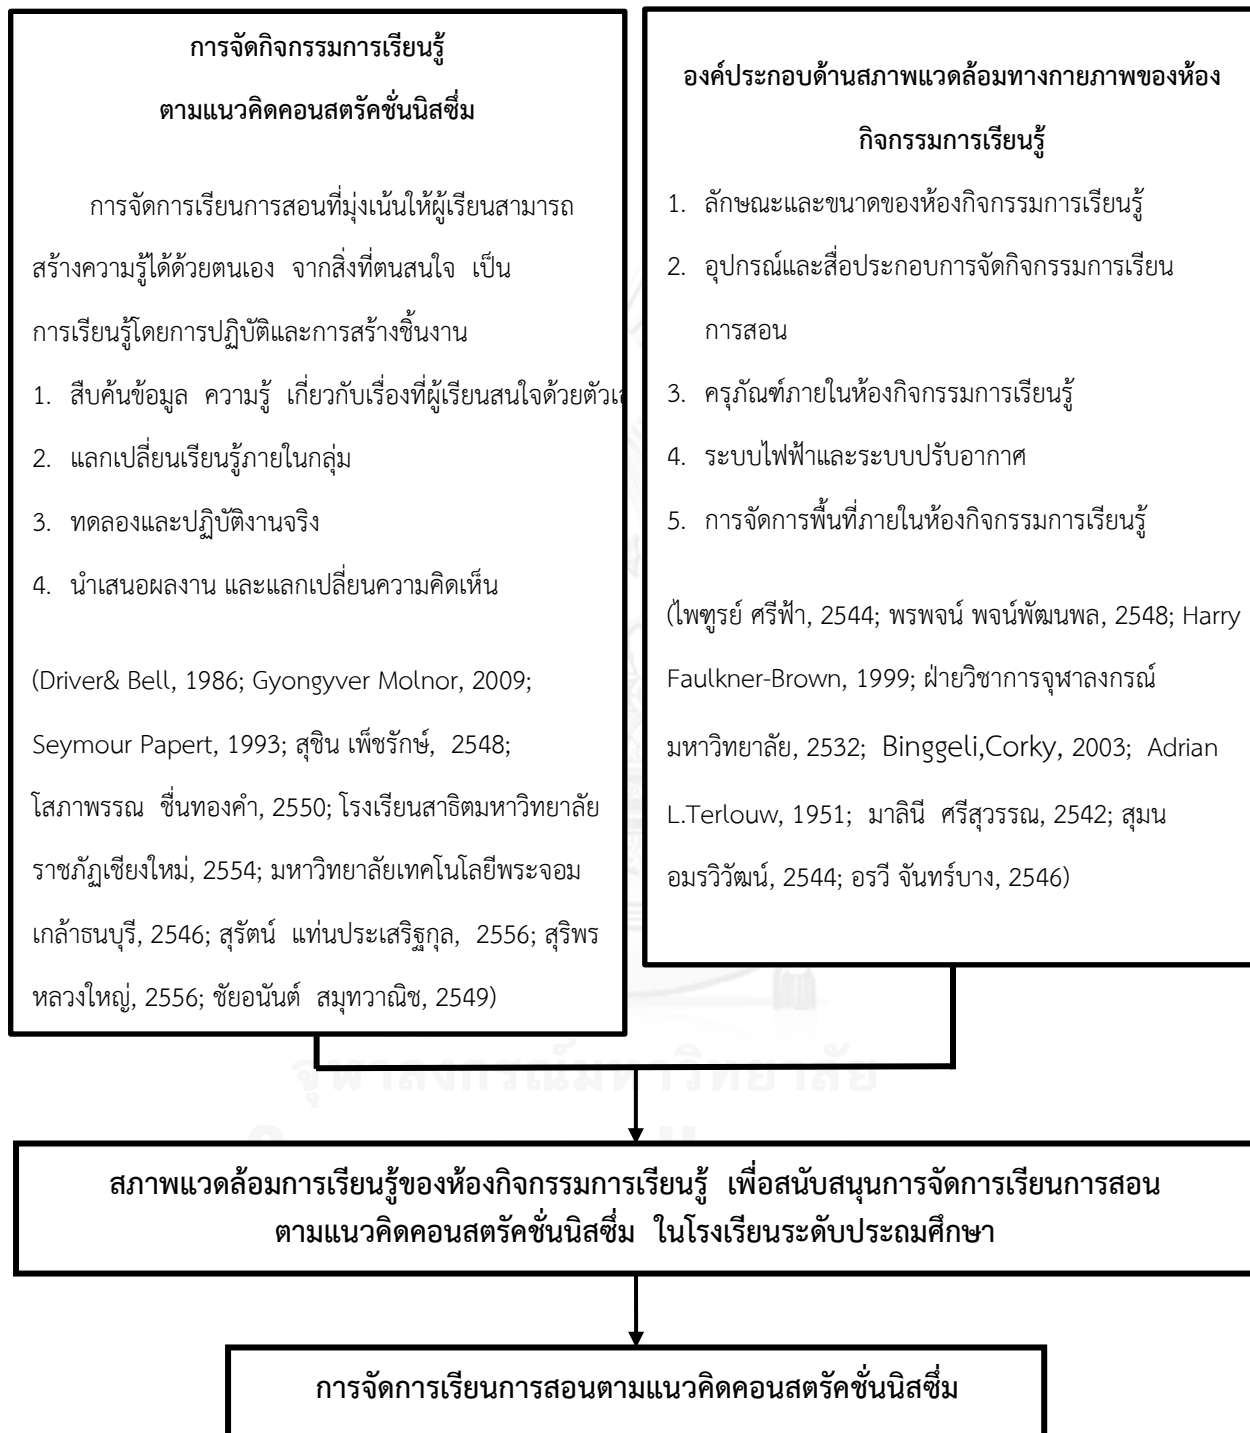 การจัดกิจกรรมการเรียนรู้
ตามแนวคิดคอนสตรัคชั่นนิสซึ่ม
การจัดการเรียนการสอนที่มุ่งเน้นให้ผู้เรียนสามารถ
สร้างความรู้ได้ด้วยตนเอง จากสิ่งที่ตนสนใจ เป็น
การเรียนรู้โดยการปฏิบัติและการสร้างชิ้นงาน
1. สืบค้นข้อมูล ความรู้ เกี่ยวกับเรื่องที่ผู้เรียนสนใจด้วย
2. แลกเปลี่ยนเรียนรู้ภายในกลุ่ม
3. ทดลองและปฏิบัติงานจริง
4. นำเสนอผลงาน และแลกเปลี่ยนความคิดเห็น
(Driver& Bell, 1986; Gyongyver Molnor, 2009;
Seymour Papert, 1993; สุชิน เพ็ชรักษ์, 2548;
โสภาพรรณ ชื่นทองคำ, 2550; โรงเรียนสาธิตมหาวิทยาลัย
ราชภัฏเชียงใหม่, 2554; มหาวิทยาลัยเทคโนโลยีพระจอม
เกล้าธนบุรี, 2546; สุรัตน์ แท่นประเสริฐกุล, 2556; สุริพร
หลวงใหญ่, 2556; ชัยอนันต์ สมุทวาณิช, 2549)
องค์ประกอบด้านสภาพแวดล้อมทางกายภาพของห้อง
กิจกรรมการเรียนรู้
1. ลักษณะและขนาดของห้องกิจกรรมการเรียนรู้
2. อุปกรณ์และสื่อประกอบการจัดกิจกรรมการเรียน
การสอน
3. ครุภัณฑ์ภายในห้องกิจกรรมการเรียนรู้
4. ระบบไฟฟ้าและระบบปรับอากาศ
5. การจัดการพื้นที่ภายในห้องกิจกรรมการเรียนรู้
(ไพฑูรย์ ศรีฟ้า, 2544; พรพจน์ พจน์พัฒนพล, 2548; Harry
Faulkner-Brown, 1999; ฝ่ายวิชาการจุฬาลงกรณ์
มหาวิทยาลัย, 2532; Binggeli,Corky, 2003; Adrian
L.Terlouw, 1951; มาลินี ศรีสุวรรณ, 2542; สุมน
อมรวิวัฒน์, 2544; อรวี จันทร์บาง, 2546)
จุฬาลงกรณ์มหาวิทยาลัย
สภาพแวดล้อมการเรียนรู้ของห้องกิจกรรมการเรียนรู้ เพื่อสนับสนุนการจัดการเรียนการสอน
ตามแนวคิดคอนสตรัคชั่นนิสซึ่ม ในโรงเรียนระดับประถมศึกษา
การจัดการเรียนการสอนตามแนวคิดคอนสตรัคชั่นนิสซึ่ม